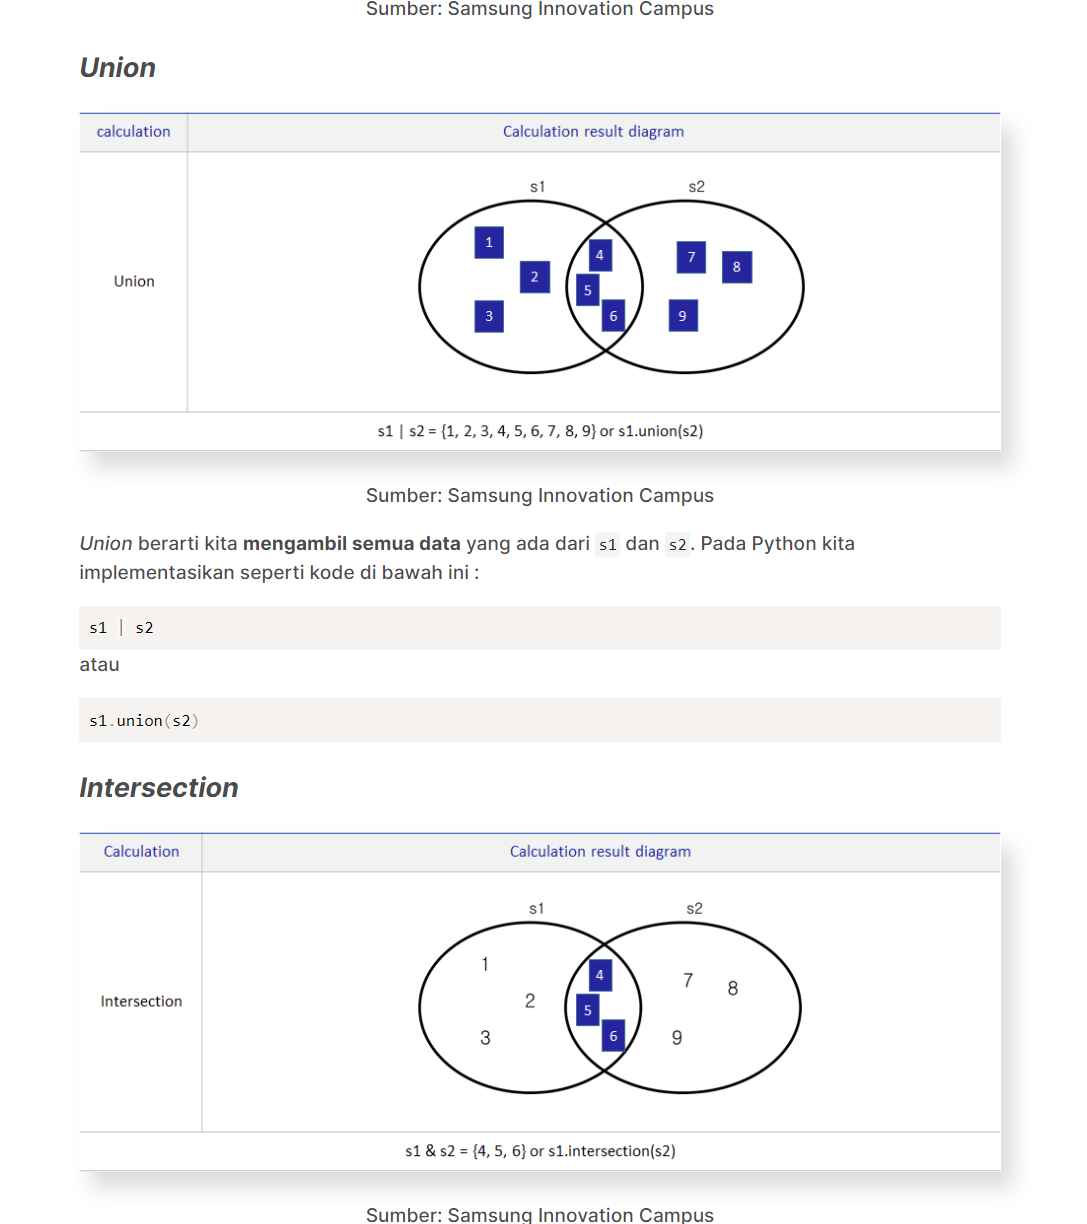 Sumber: Samsung Innovation Campus
Union
calculation
Calculation result diagram
s1
s2
1
2
3
4
5
6
7
8
9
Union
s1 | s2 = {1, 2, 3, 4, 5, 6, 7, 8, 9} or s1.union(s2)
Sumber: Samsung Innovation Campus
Union berarti kita mengambil semua data yang ada dari s1 dan s2. Pada Python kita
implementasikan seperti kode di bawah ini :
s1 | s2
atau
s1.union(s2)
Intersection
Calculation
Calculation result diagram
s1
s2
1
2
3
4
5
6
7
8
9
Intersection
s1 & s2 = {4, 5, 6} or s1.intersection(s2)
Sumber: Samsung Innovation Campus